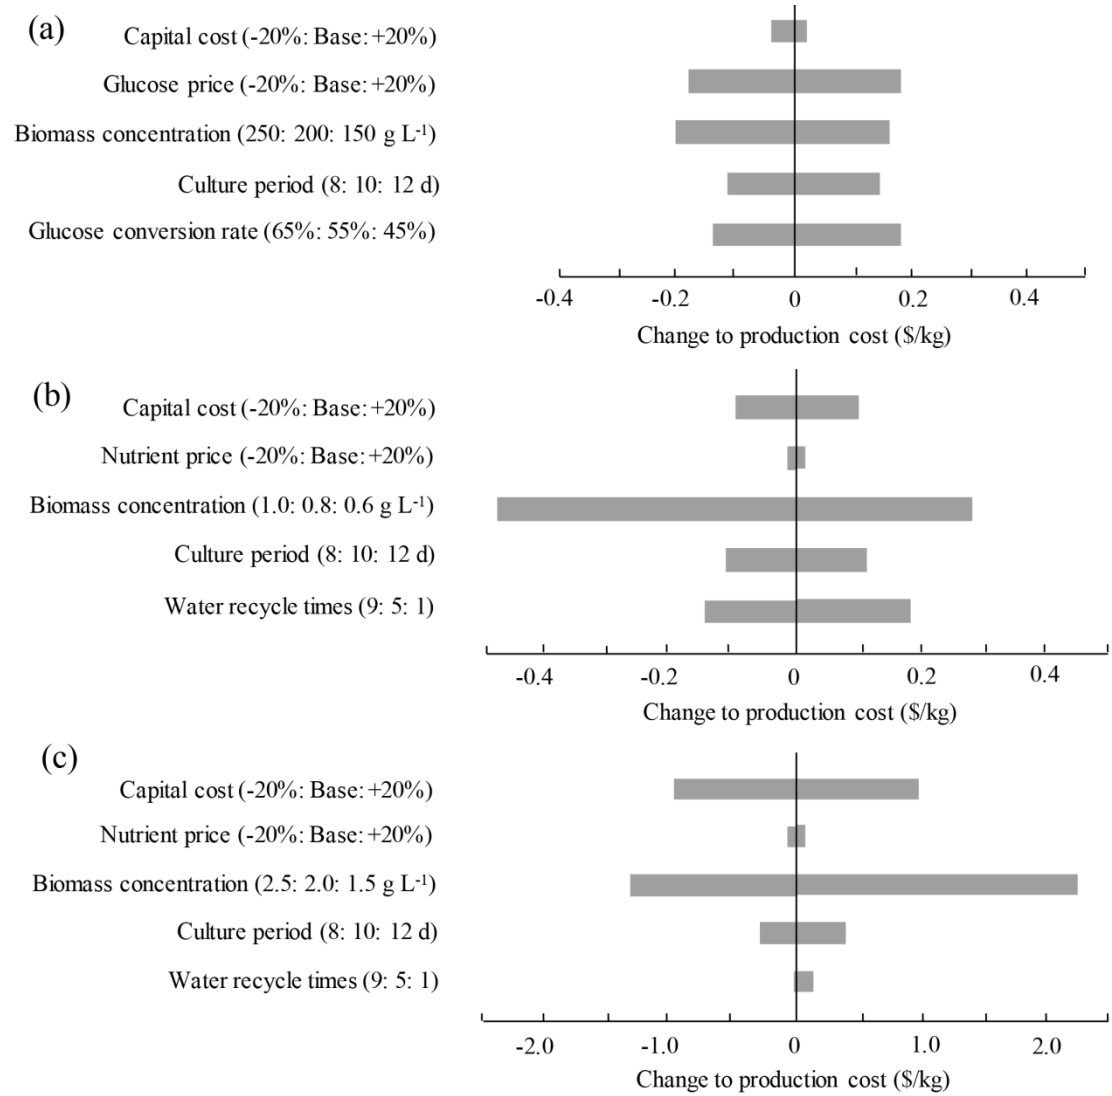 (a)
Capital cost (-20%: Base: +20%)
Glucose price (-20%: Base: +20%)
Biomass concentration (250: 200: 150 g L-1)
Culture period (8: 10: 12 d)
Glucose conversion rate (65%: 55%: 45%)
-0.4 -0.2 0 0.2 0.4
Change to production cost ($/kg)
(b)
Capital cost (-20%: Base: +20%)
Nutrient price (-20%: Base: +20%)
Biomass concentration (1.0: 0.8: 0.6 g L-1)
Culture period (8: 10: 12 d)
Water recycle times (9: 5: 1)
-0.4 -0.2 0 0.2 0.4
Change to production cost ($/kg)
(c)
Capital cost (-20%: Base: +20%)
Nutrient price (-20%: Base: +20%)
Biomass concentration (2.5: 2.0: 1.5 g L-1)
Culture period (8: 10: 12 d)
Water recycle times (9: 5: 1)
-2.0 -1.0 0 1.0 2.0
Change to production cost ($/kg)